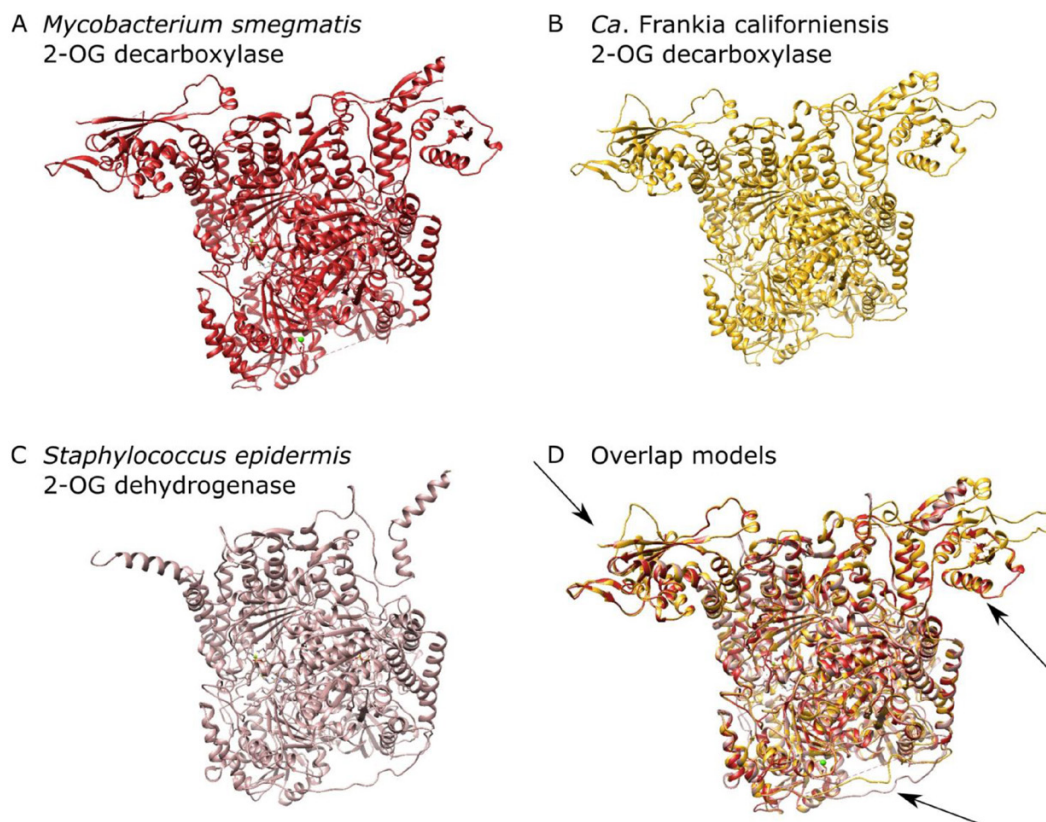 A Mycobacterium smegmatis
2-OG decarboxylase
B Ca. Frankia californiensis
2-OG decarboxylase
C Staphylococcus epidermis
2-OG dehydrogenase
D Overlap models